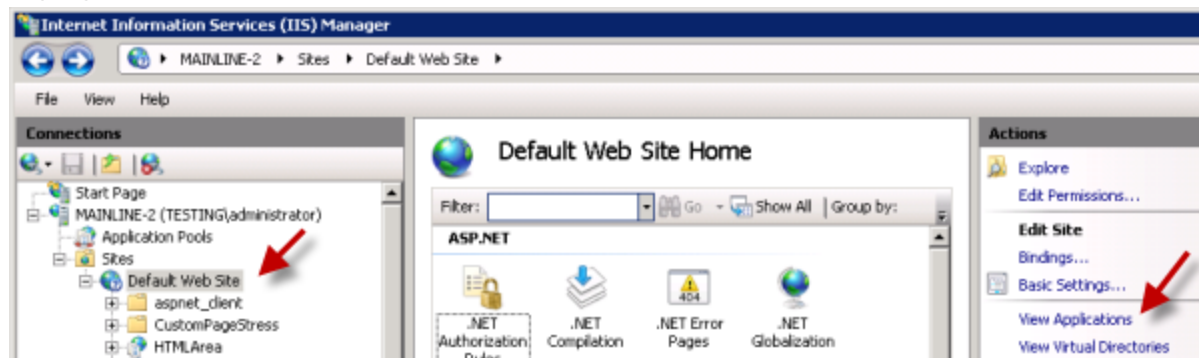 Internet Information Services (IIS) Manager
MAINLINE-2 Sites Default Web Site
File View Help
Connections
Start Page
MAINLINE-2 (TESTING\administrator)
Application Pools
Sites
Default Web Site
aspnet_client
CustomPageStress
HTMLArea
Default Web Site Home
Filter: Go Show All Group by:
ASP.NET
.NET Authorization Rules
.NET Compilation
404
.NET Error Pages
.NET Globalization
Actions
Explore
Edit Permissions...
Edit Site
Bindings...
Basic Settings...
View Applications
View Virtual Directories